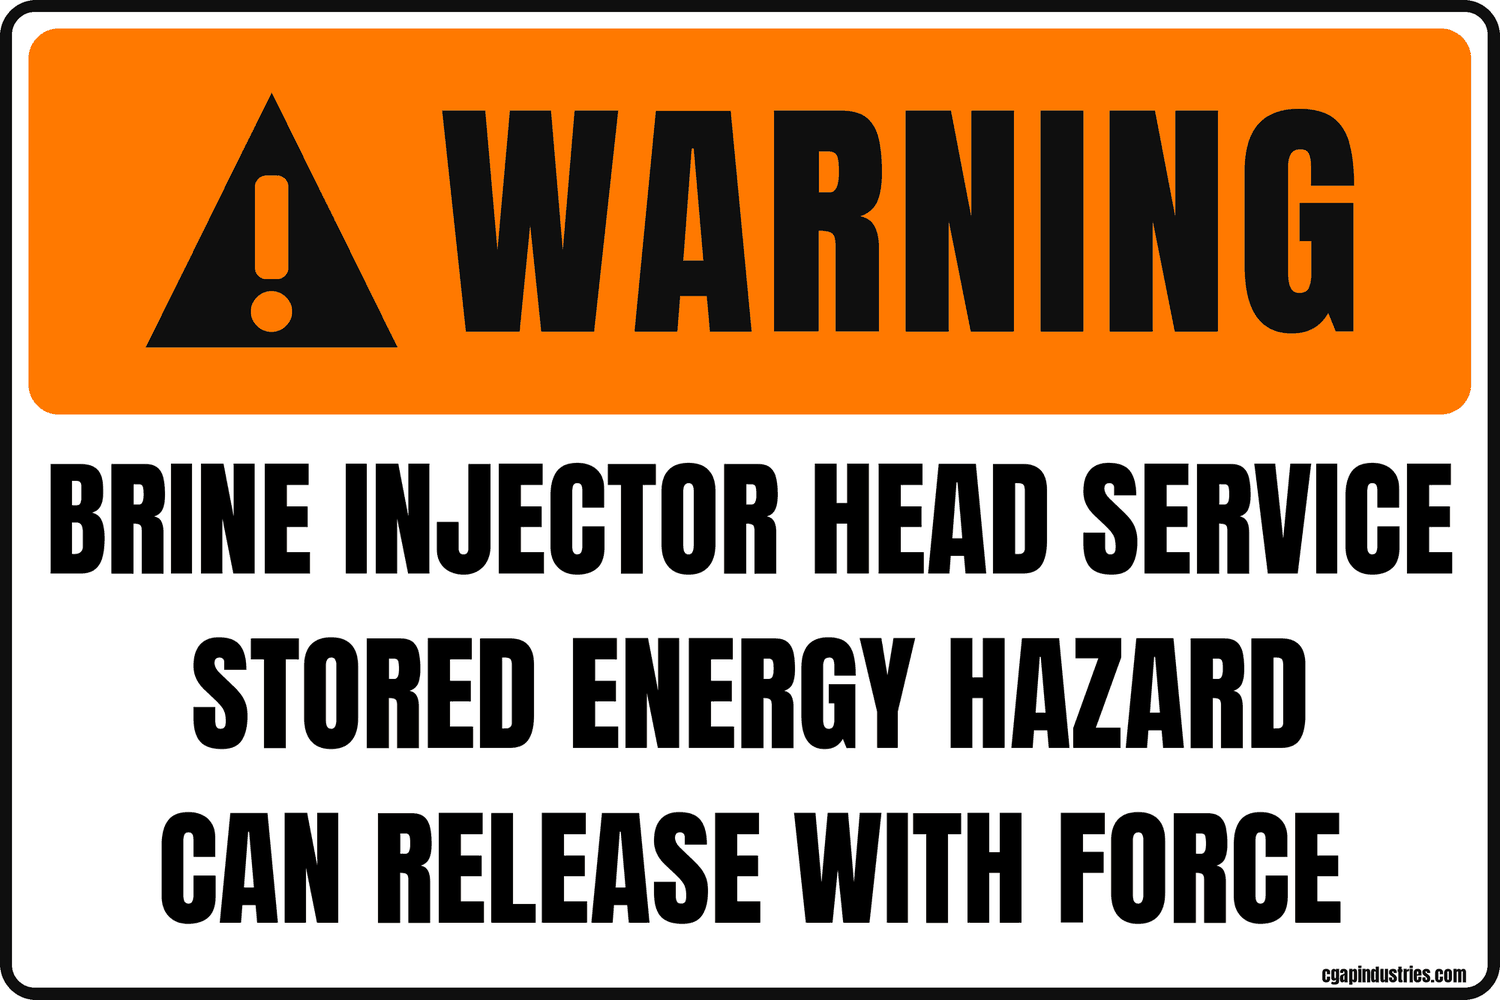 WARNING
BRINE INJECTOR HEAD SERVICE
STORED ENERGY HAZARD
CAN RELEASE WITH FORCE
cgapindustries.com